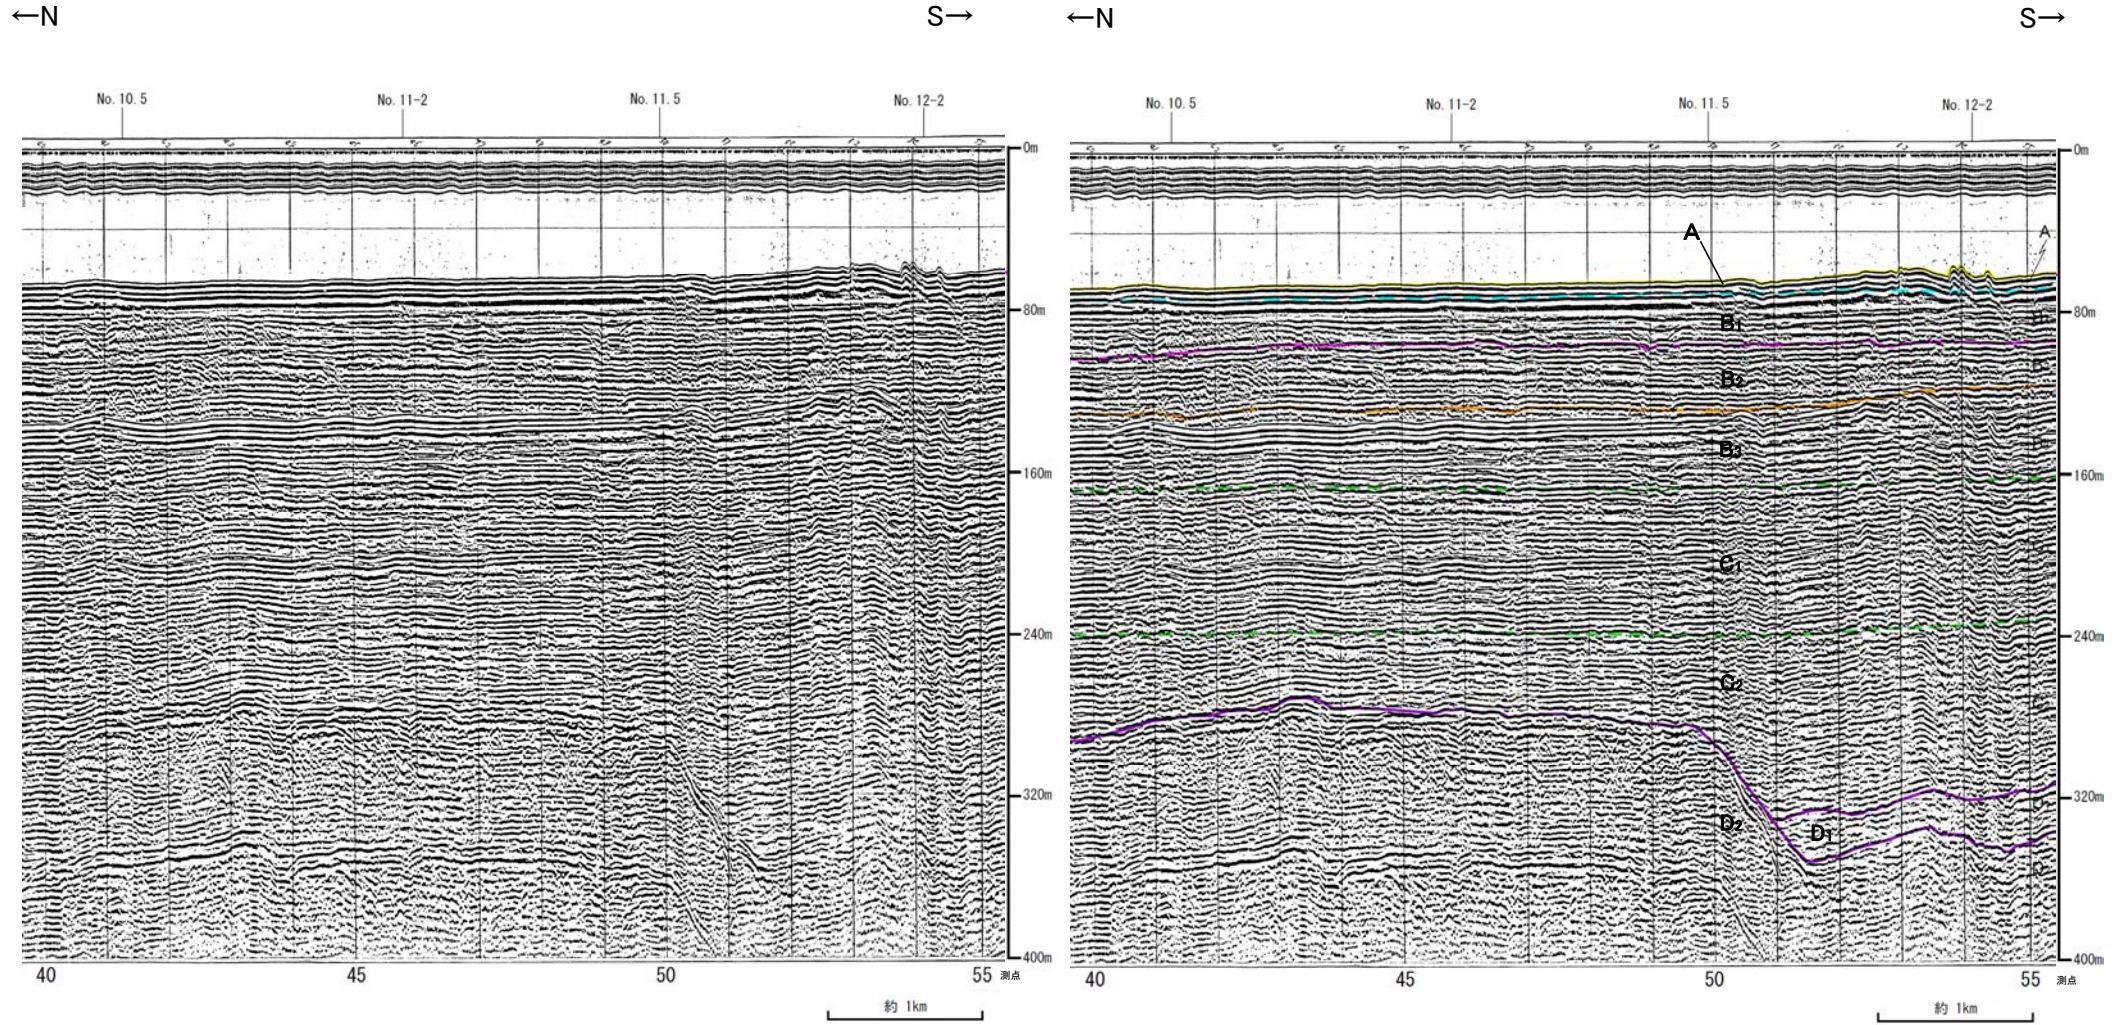 ←N
S→
No.10.5
No.11-2
No.11.5
No.12-2
0m
80m
160m
240m
320m
400m
40
45
50
55
測点
約 1km
←N
S→
No.10.5
No.11-2
No.11.5
No.12-2
A
A
B1
B2
B3
C1
C2
D2
D1
0m
80m
160m
240m
320m
400m
40
45
50
55
測点
約 1km